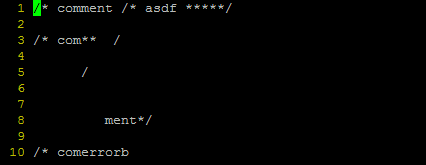 1 /* comment /* asdf *****/
2
3 /* com**  /
4
5       /
6
7
8          ment*/
9
10 /* comerrorb